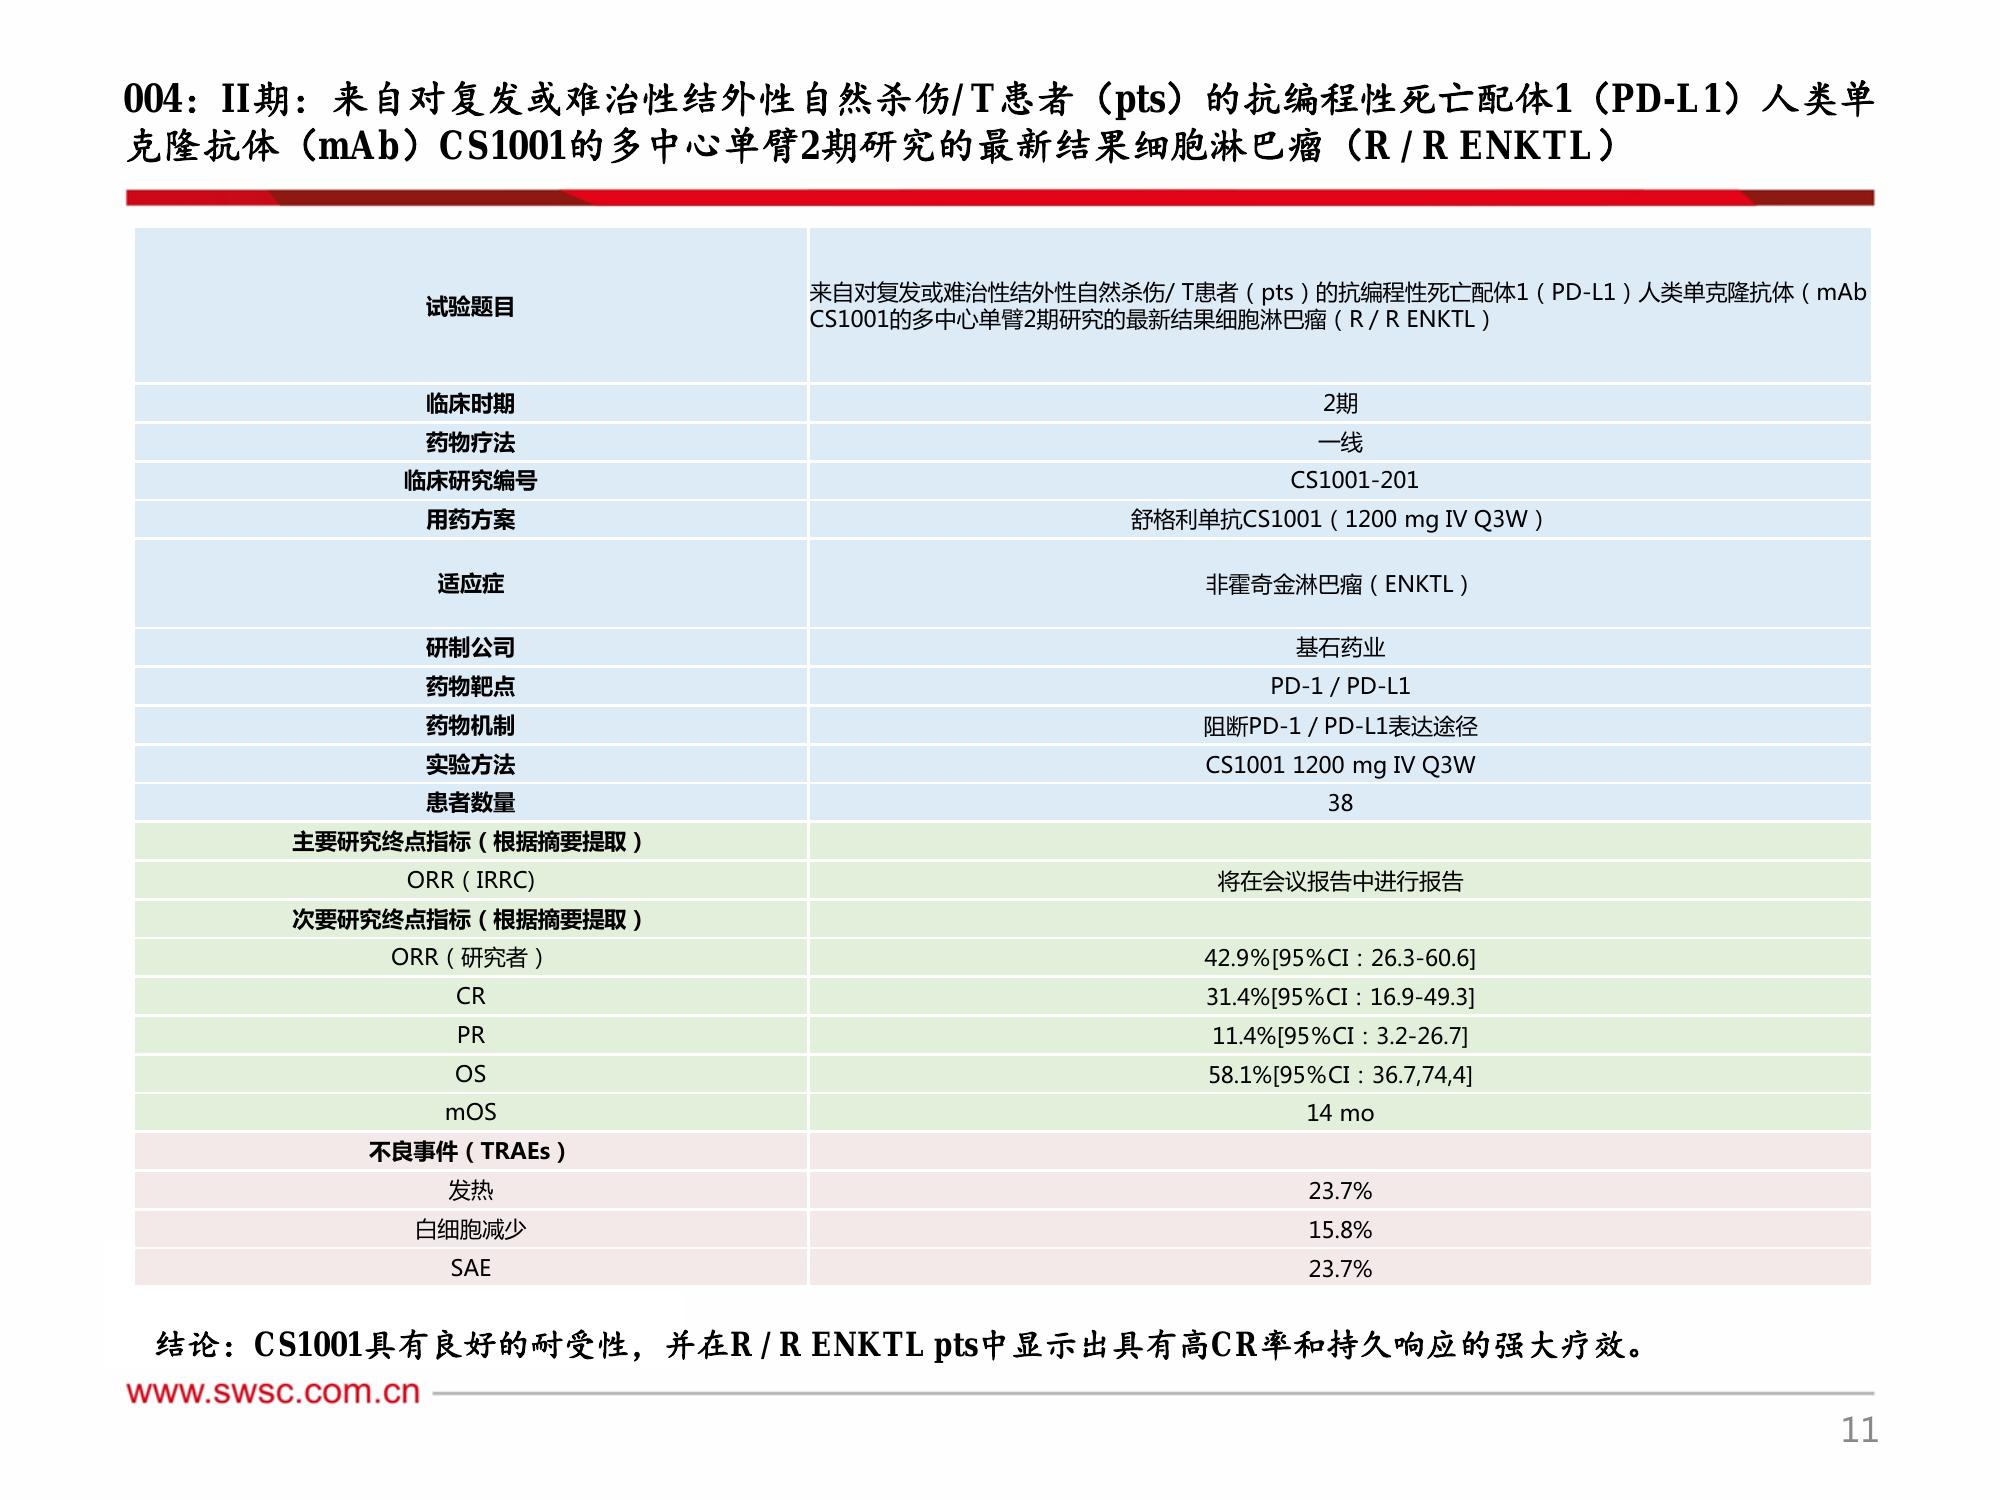 004：II期：来自对复发或难治性结外性自然杀伤/ T患者（pts）的抗编程性死亡配体1（PD-L1）人类单
克隆抗体（mAb）CS1001的多中心单臂2期研究的最新结果细胞淋巴瘤（R / R ENKTL）
试验题目
来自对复发或难治性结外性自然杀伤/ T患者（pts）的抗编程性死亡配体1（PD-L1）人类单克隆抗体（mAb
CS1001的多中心单臂2期研究的最新结果细胞淋巴瘤（R / R ENKTL）
临床时期 2期
药物疗法 一线
临床研究编号 CS1001-201
用药方案 舒格利单抗CS1001（1200 mg IV Q3W）
适应症 非霍奇金淋巴瘤（ENKTL）
研制公司 基石药业
药物靶点 PD-1 / PD-L1
药物机制 阻断PD-1 / PD-L1表达途径
实验方法 CS1001 1200 mg IV Q3W
患者数量 38
主要研究终点指标（根据摘要提取）
ORR（IRRC) 将在会议报告中进行报告
次要研究终点指标（根据摘要提取）
ORR（研究者） 42.9%[95%CI：26.3-60.6]
CR 31.4%[95%CI：16.9-49.3]
PR 11.4%[95%CI：3.2-26.7]
OS 58.1%[95%CI：36.7,74,4]
mOS 14 mo
不良事件（TRAEs）
发热 23.7%
白细胞减少 15.8%
SAE 23.7%
结论：CS1001具有良好的耐受性，并在R / R ENKTL pts中显示出具有高CR率和持久响应的强大疗效。
www.swsc.com.cn
11